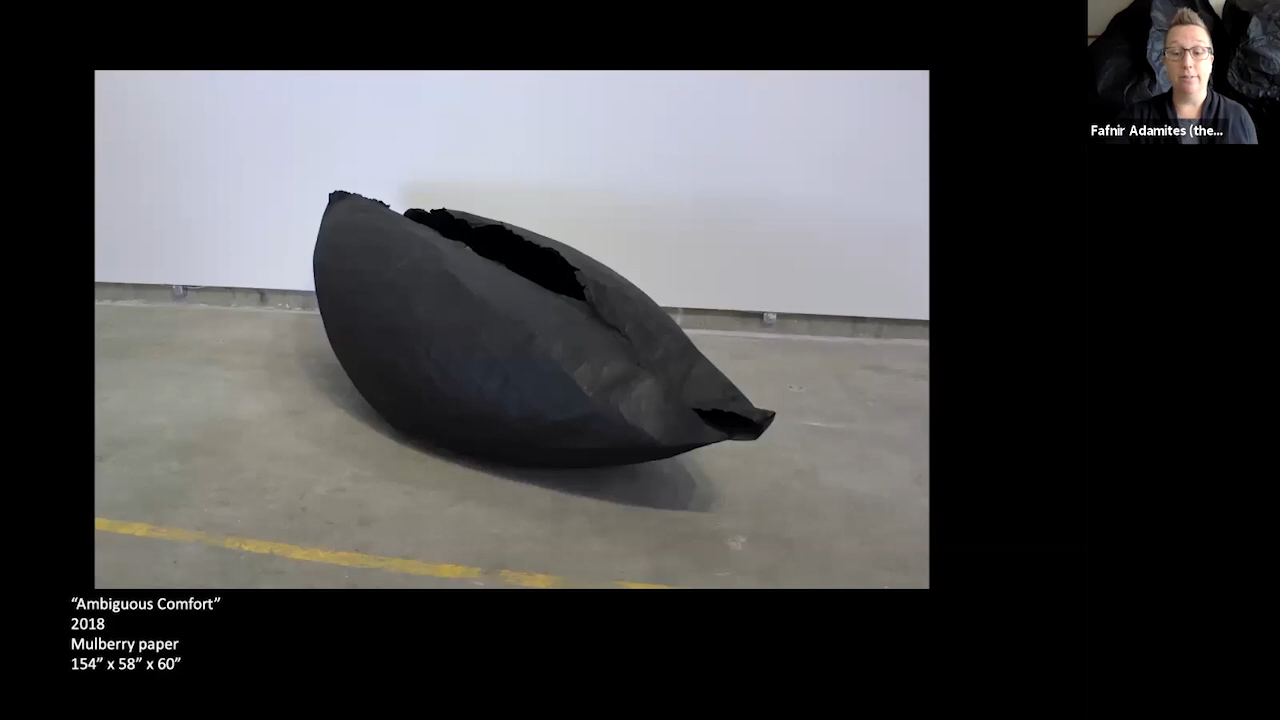 Fafnir Adamites (the...
“Ambiguous Comfort”
2018
Mulberry paper
154” x 58” x 60”